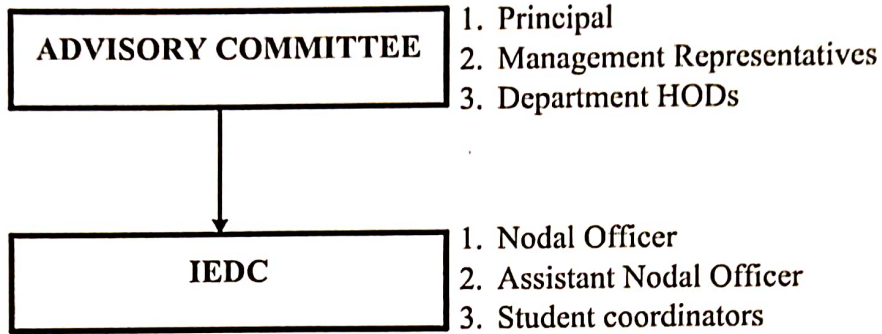 ADVISORY COMMITTEE
1. Principal
2. Management Representatives
3. Department HODs
IEDC
1. Nodal Officer
2. Assistant Nodal Officer
3. Student coordinators